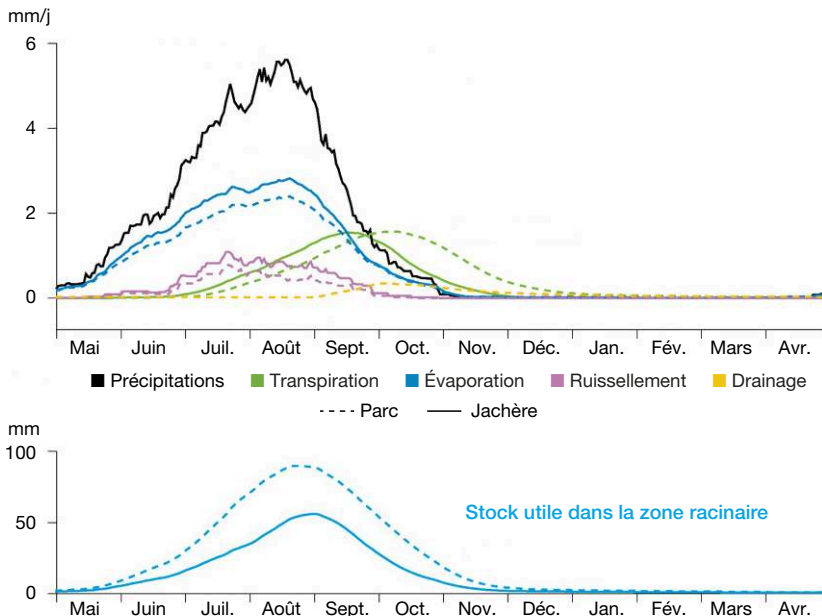 mm/j
6
4
2
0
Mai Juin Juil. Août Sept. Oct. Nov. Déc. Jan. Fév. Mars Avr.
Précipitations Transpiration Évaporation Ruissellement Drainage
Parc Jachère
mm
100
50
Stock utile dans la zone racinaire
0
Mai Juin Juil. Août Sept. Oct. Nov. Déc. Jan. Fév. Mars Avr.